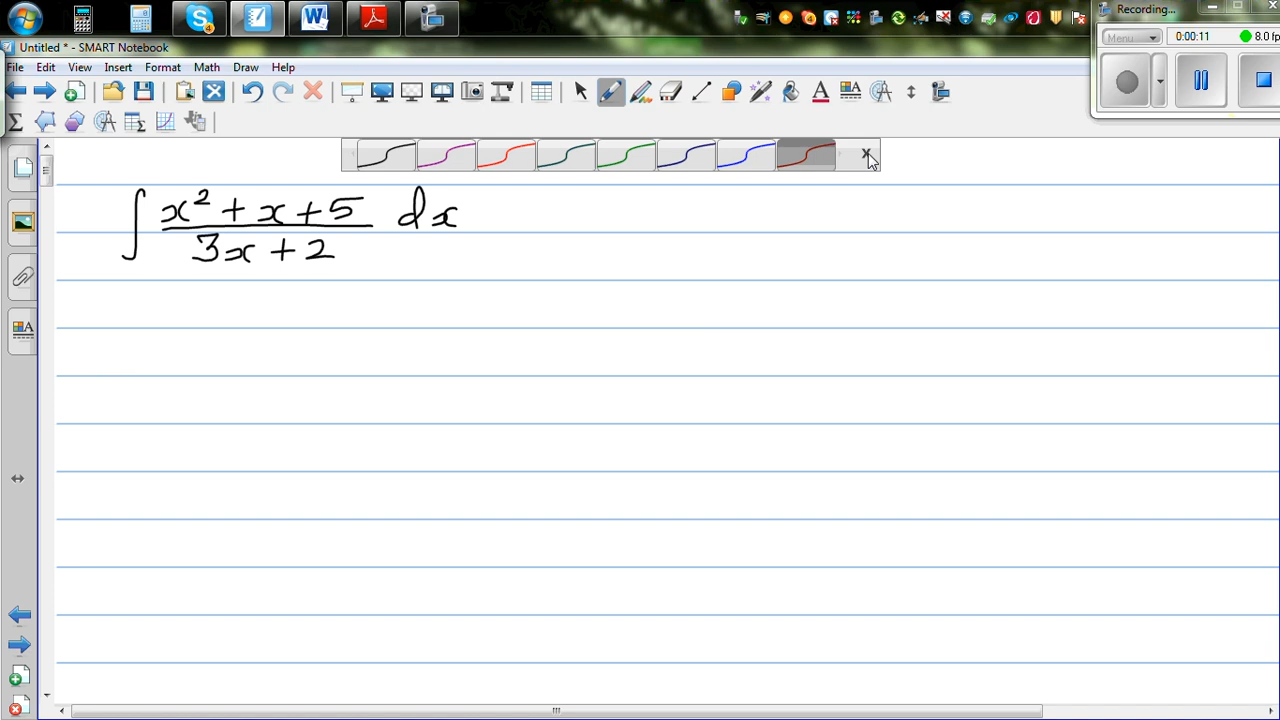 Recording...
0:00:11
8.0 fp
Menu
Untitled * - SMART Notebook
File Edit View Insert Format Math Draw Help
∫ x² + x + 5 / 3x + 2 dx